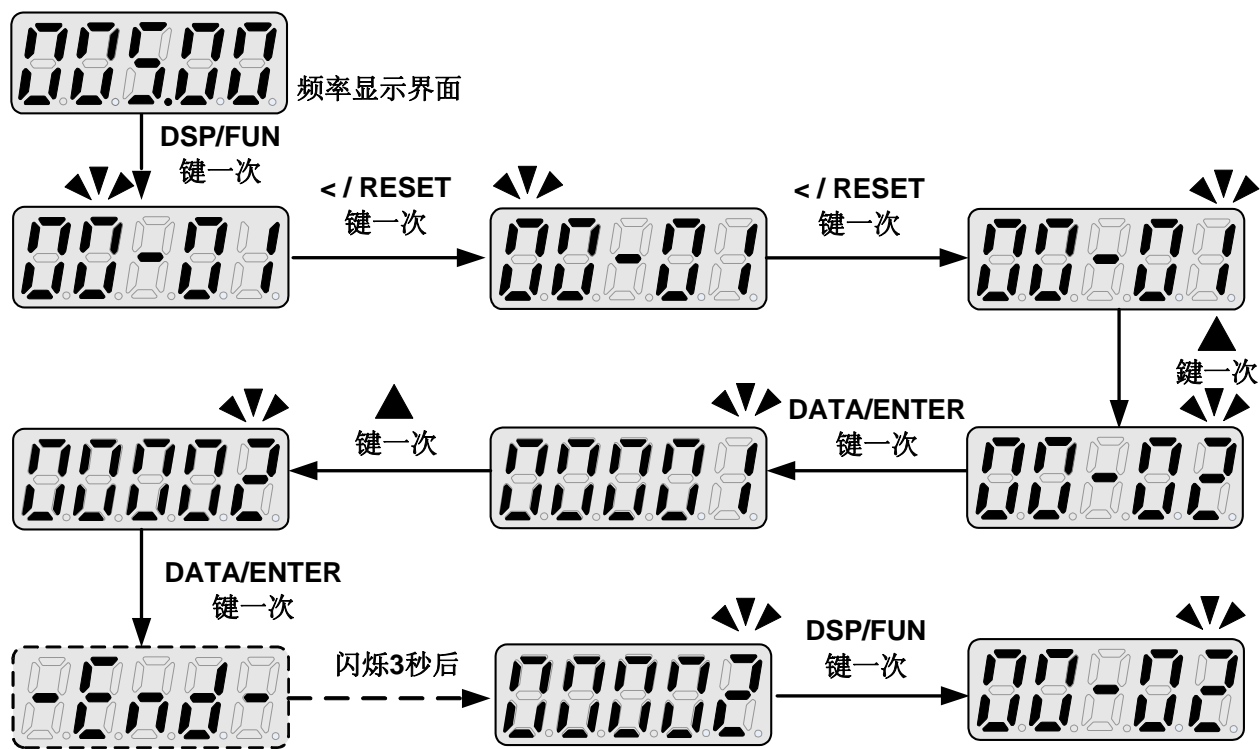 005.00
频率显示界面
DSP/FUN
键一次
00-01
< / RESET
键一次
00-01
< / RESET
键一次
00-01
▲
鍵一次
00-02
DATA/ENTER
键一次
00001
▲
键一次
00002
DATA/ENTER
键一次
-End-
闪烁3秒后
00002
DSP/FUN
键一次
00-02